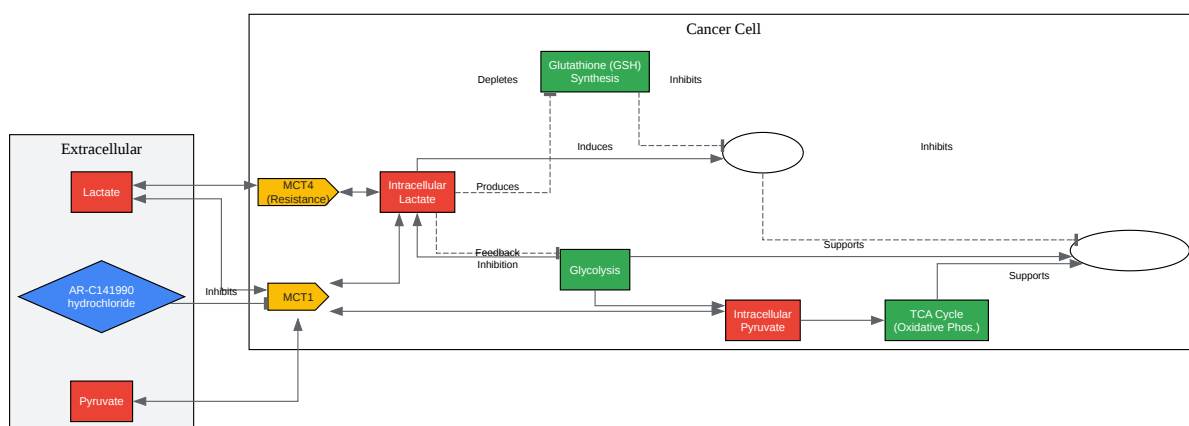 Cancer Cell
Glutathione (GSH)
Synthesis
Depletes
Inhibits
Extracellular
Induces
Inhibits
Lactate
MCT4
(Resistance)
Intracellular
Lactate
Produces
Feedback
Inhibition
Supports
Glycolysis
Supports
AR-C141990
hydrochloride
Inhibits
MCT1
Intracellular
Pyruvate
TCA Cycle
(Oxidative Phos.)
Pyruvate